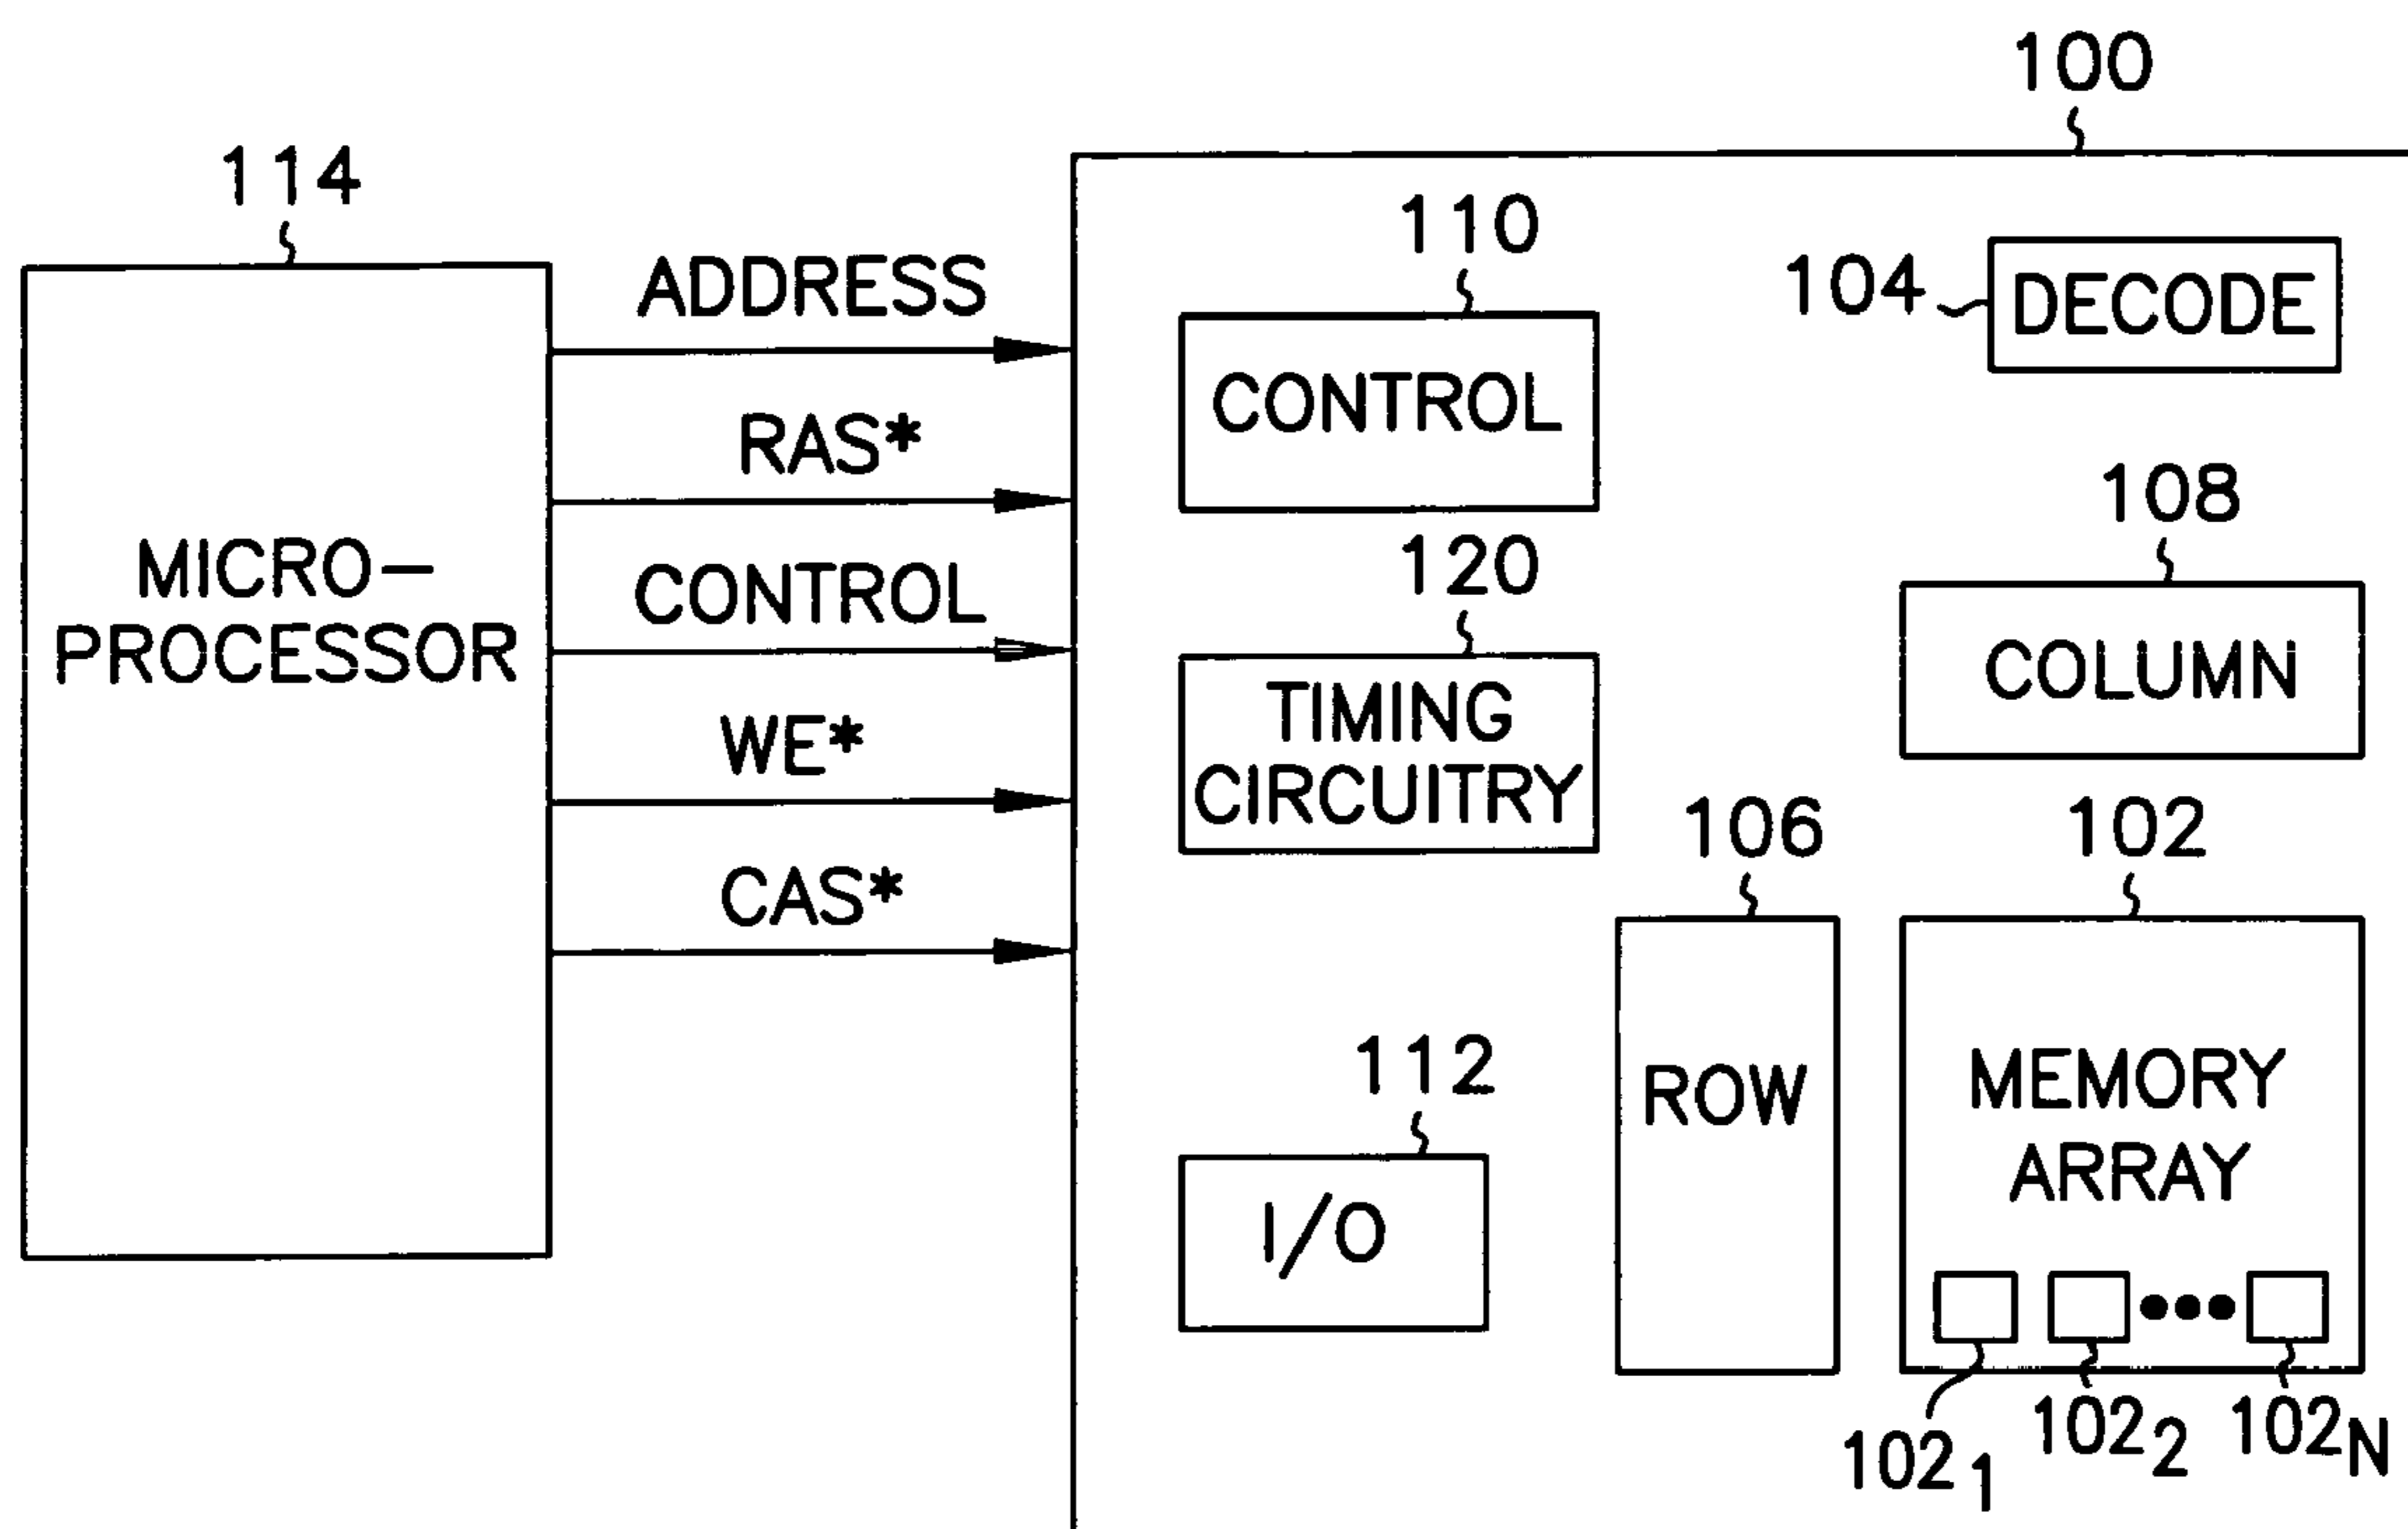 100
114
110
ADDRESS
104
DECODE
CONTROL
RAS*
108
120
MICRO-
CONTROL
PROCESSOR
COLUMN
TIMING
WE*
CIRCUITRY
106
102
CAS*
112
ROW
MEMORY
ARRAY
I/O
102₁
102₂
102N